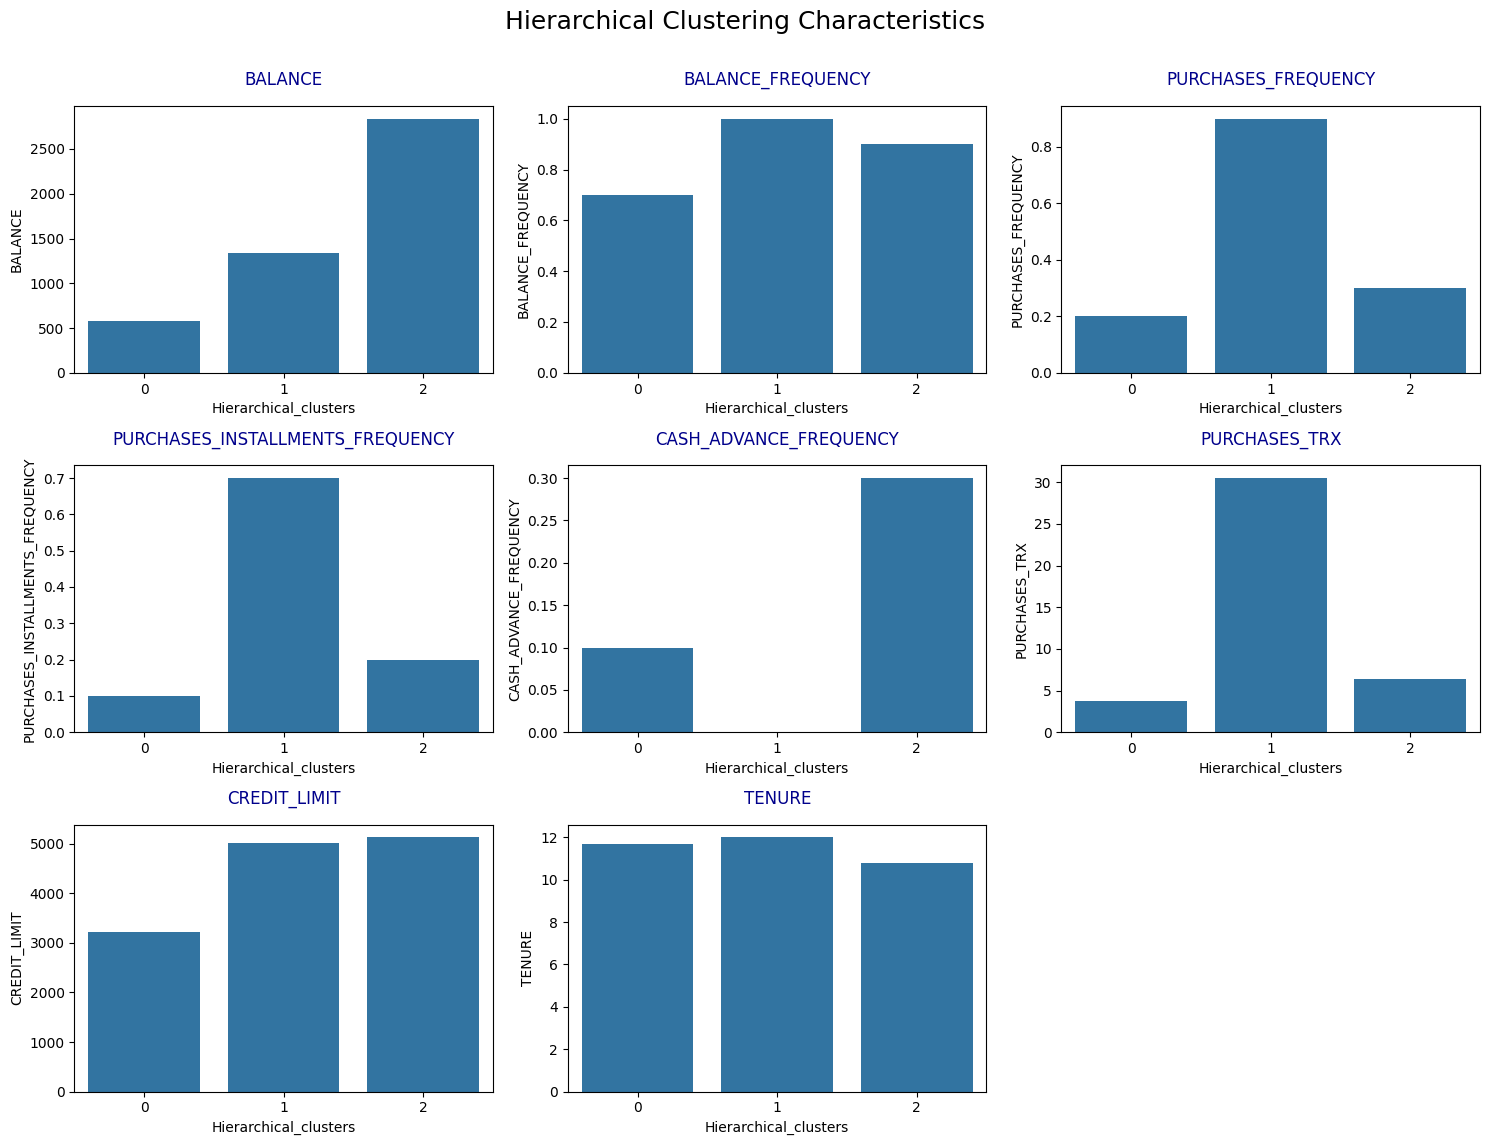 Hierarchical Clustering Characteristics
BALANCE
BALANCE
2500
2000
1500
1000
500
0
0 1 2
Hierarchical_clusters
BALANCE_FREQUENCY
BALANCE_FREQUENCY
1.0
0.8
0.6
0.4
0.2
0.0
0 1 2
Hierarchical_clusters
PURCHASES_FREQUENCY
PURCHASES_FREQUENCY
0.8
0.6
0.4
0.2
0.0
0 1 2
Hierarchical_clusters
PURCHASES_INSTALLMENTS_FREQUENCY
PURCHASES_INSTALLMENTS_FREQUENCY
0.7
0.6
0.5
0.4
0.3
0.2
0.1
0.0
0 1 2
Hierarchical_clusters
CASH_ADVANCE_FREQUENCY
CASH_ADVANCE_FREQUENCY
0.30
0.25
0.20
0.15
0.10
0.05
0.00
0 1 2
Hierarchical_clusters
PURCHASES_TRX
PURCHASES_TRX
30
25
20
15
10
5
0
0 1 2
Hierarchical_clusters
CREDIT_LIMIT
CREDIT_LIMIT
5000
4000
3000
2000
1000
0
0 1 2
Hierarchical_clusters
TENURE
TENURE
12
10
8
6
4
2
0
0 1 2
Hierarchical_clusters